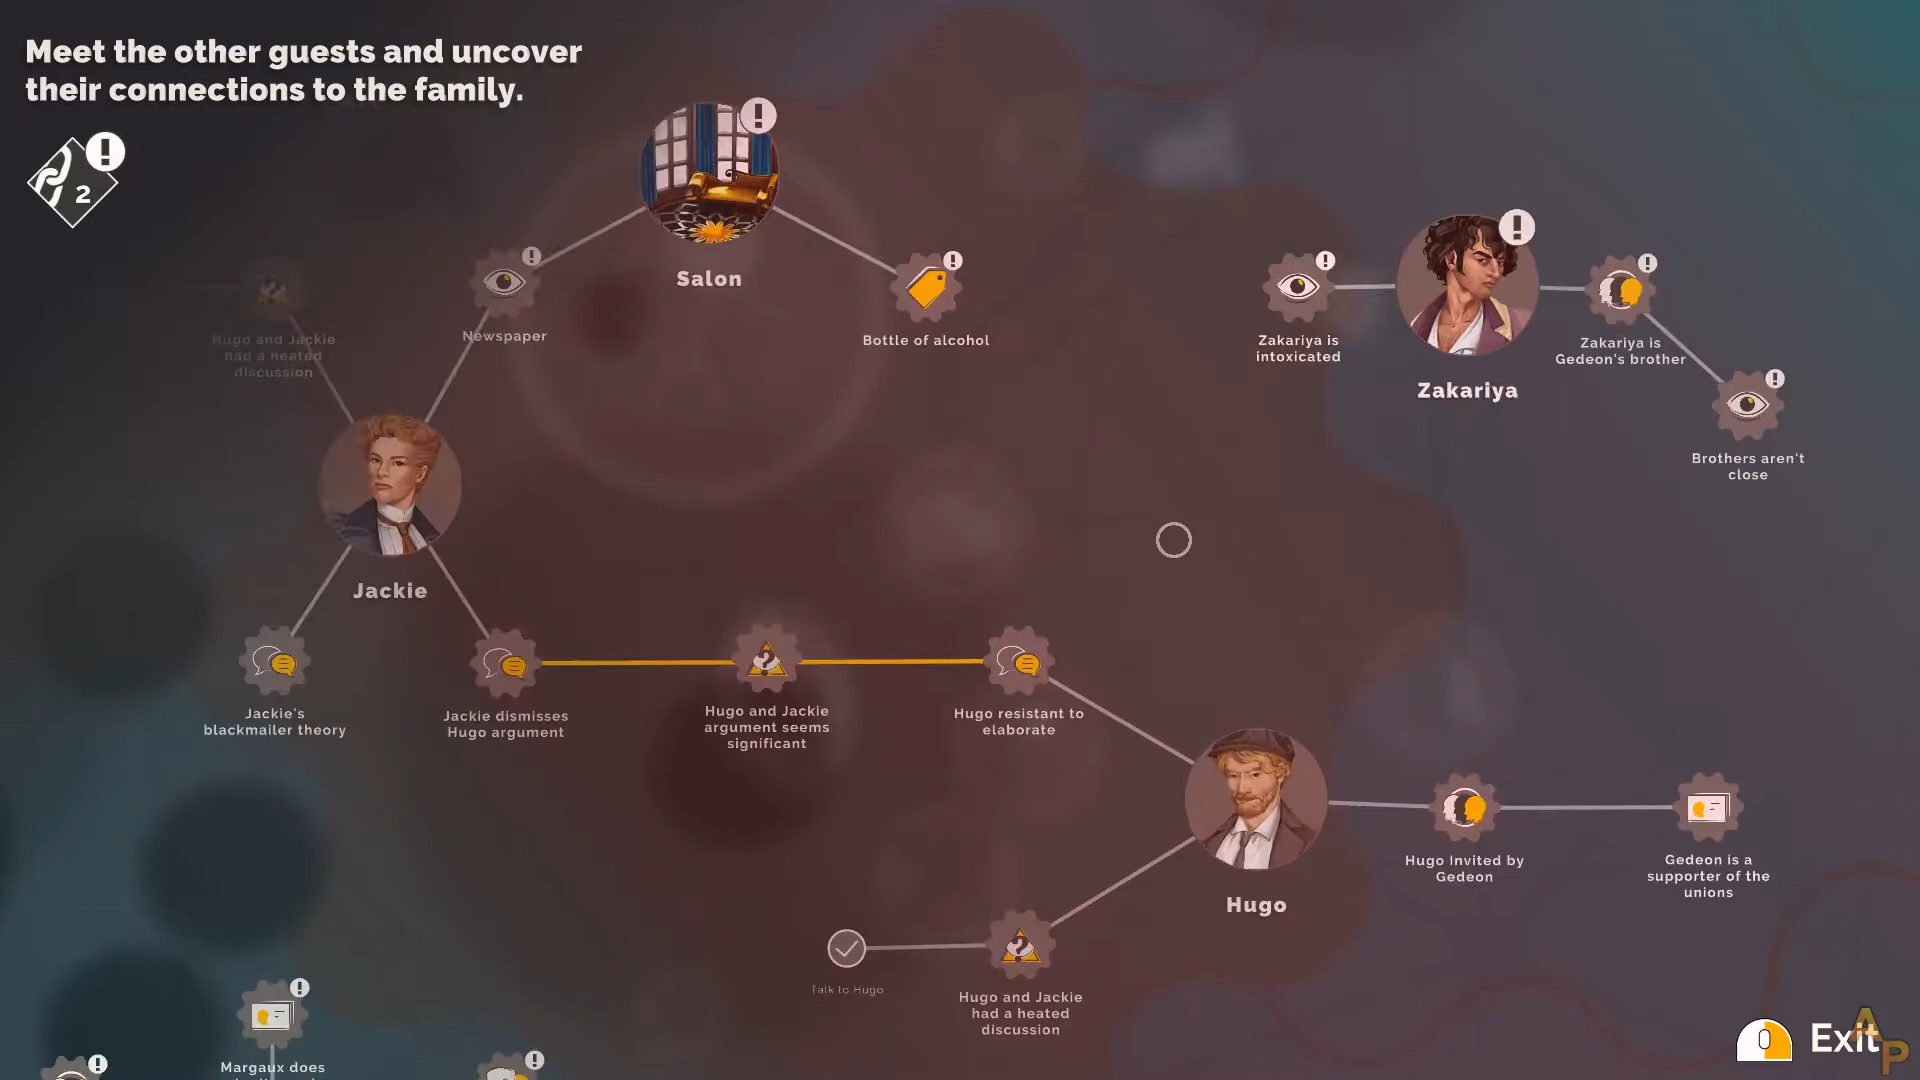 Meet the other guests and uncover
their connections to the family.
2
Salon
Newspaper
Bottle of alcohol
Hugo and Jackie
had a heated
discussion
Zakariya is
intoxicated
Zakariya
Zakariya is
Gedeon's brother
Brothers aren't
close
Jackie
Jackie's
blackmailer theory
Jackie dismisses
Hugo argument
Hugo and Jackie
argument seems
significant
Hugo resistant to
elaborate
Hugo
Hugo Invited by
Gedeon
Gedeon is a
supporter of the
unions
Talk to Hugo
Hugo and Jackie
had a heated
discussion
Margaux does
Exit
AP